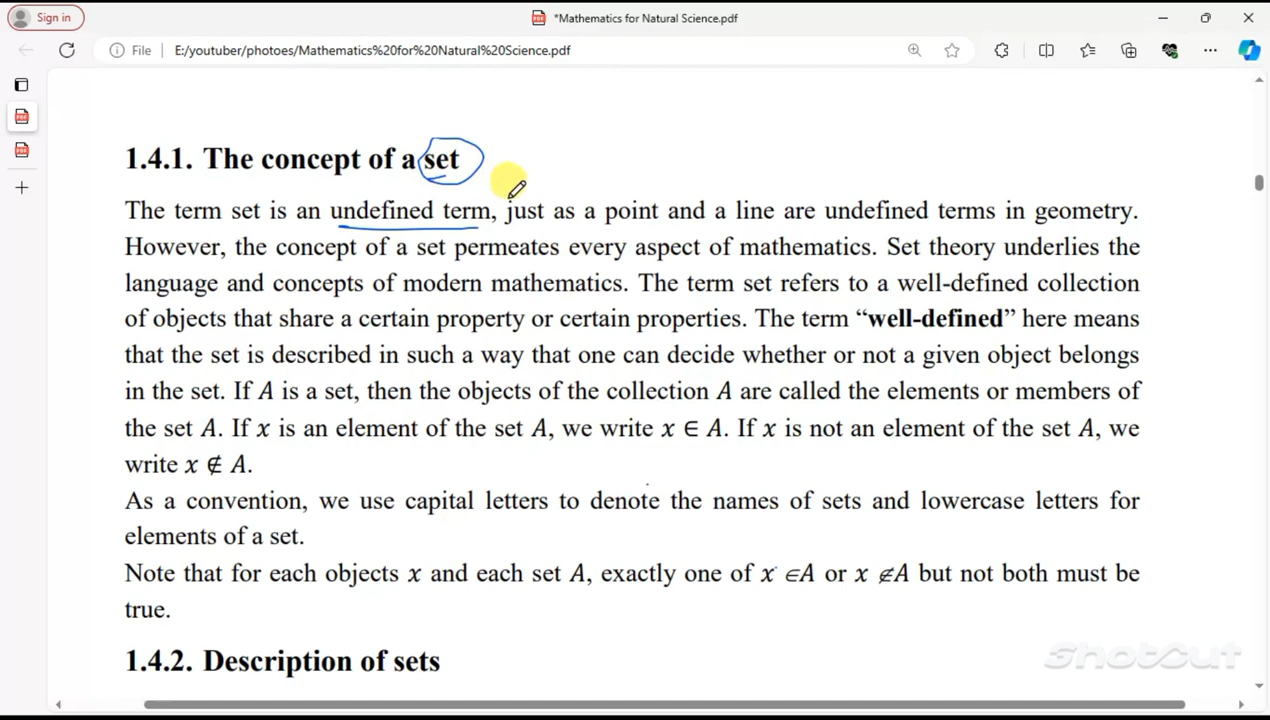 Sign in
*Mathematics for Natural Science.pdf
File
E:/youtuber/photoes/Mathematics%20for%20Natural%20Science.pdf
1.4.1. The concept of a set
The term set is an undefined term, just as a point and a line are undefined terms in geometry.
However, the concept of a set permeates every aspect of mathematics. Set theory underlies the
language and concepts of modern mathematics. The term set refers to a well-defined collection
of objects that share a certain property or certain properties. The term “well-defined” here means
that the set is described in such a way that one can decide whether or not a given object belongs
in the set. If A is a set, then the objects of the collection A are called the elements or members of
the set A. If x is an element of the set A, we write x ∈ A. If x is not an element of the set A, we
write x ∉ A.
As a convention, we use capital letters to denote the names of sets and lowercase letters for
elements of a set.
Note that for each objects x and each set A, exactly one of x ∈A or x ∉A but not both must be
true.
1.4.2. Description of sets
shotcut